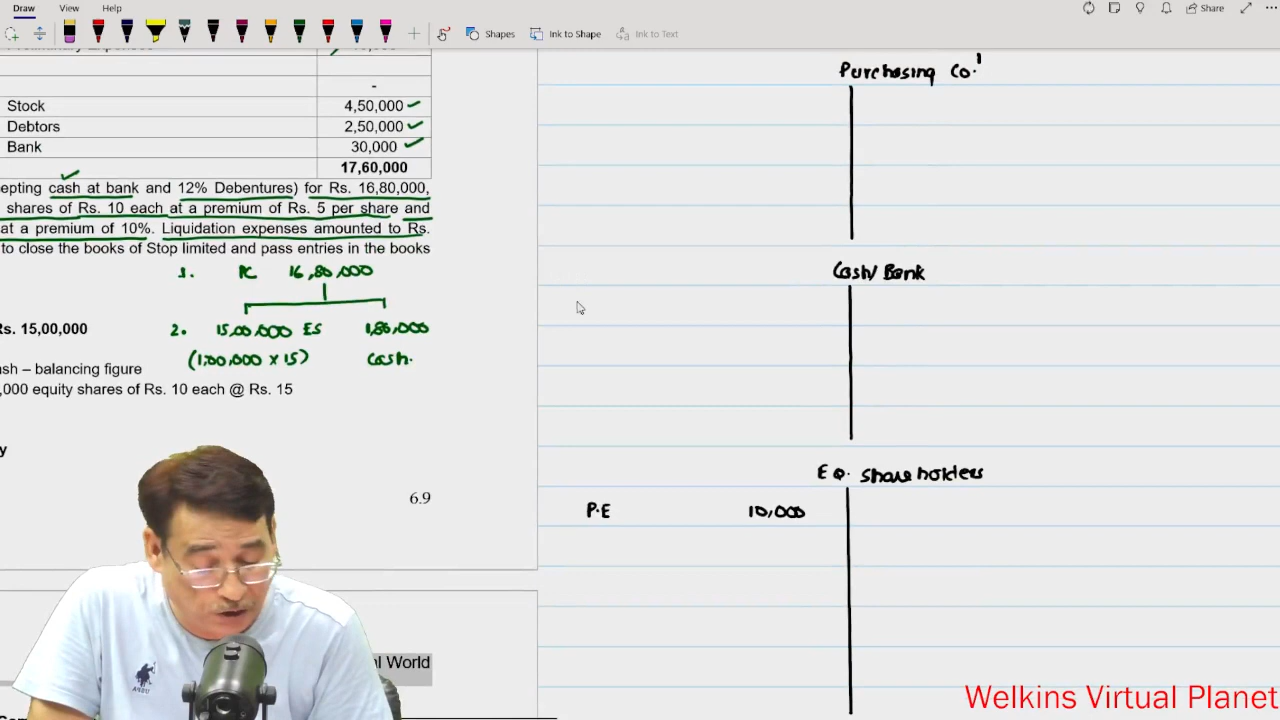 Draw View Help
Share
Shapes Ink to Shape Ink to Text
Stock 4,50,000
Debtors 2,50,000
Bank 30,000
17,60,000
epting cash at bank and 12% Debentures) for Rs. 16,80,000,
shares of Rs. 10 each at a premium of Rs. 5 per share and
at a premium of 10%. Liquidation expenses amounted to Rs.
to close the books of Stop limited and pass entries in the books
1. PC 16,80,000
Rs. 15,00,000
2. 15,00,000 ES 1,80,000
(1,00,000 x 15) Cash.
ash – balancing figure
,000 equity shares of Rs. 10 each @ Rs. 15
y
6.9
al World
Purchasing Co.'
Cash/ Bank
EQ. Shareholders
P.E 10,000
Welkins Virtual Planet